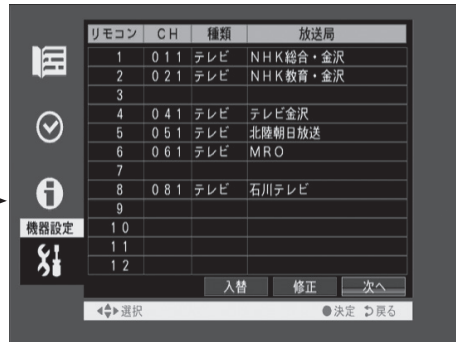 リモコン CH 種類 放送局
1 011 テレビ NHK総合・金沢
2 021 テレビ NHK教育・金沢
3
4 041 テレビ テレビ金沢
5 051 テレビ 北陸朝日放送
6 061 テレビ MRO
7
8 081 テレビ 石川テレビ
9
機器設定
10
11
12
入替 修正 次へ
選択 決定 戻る